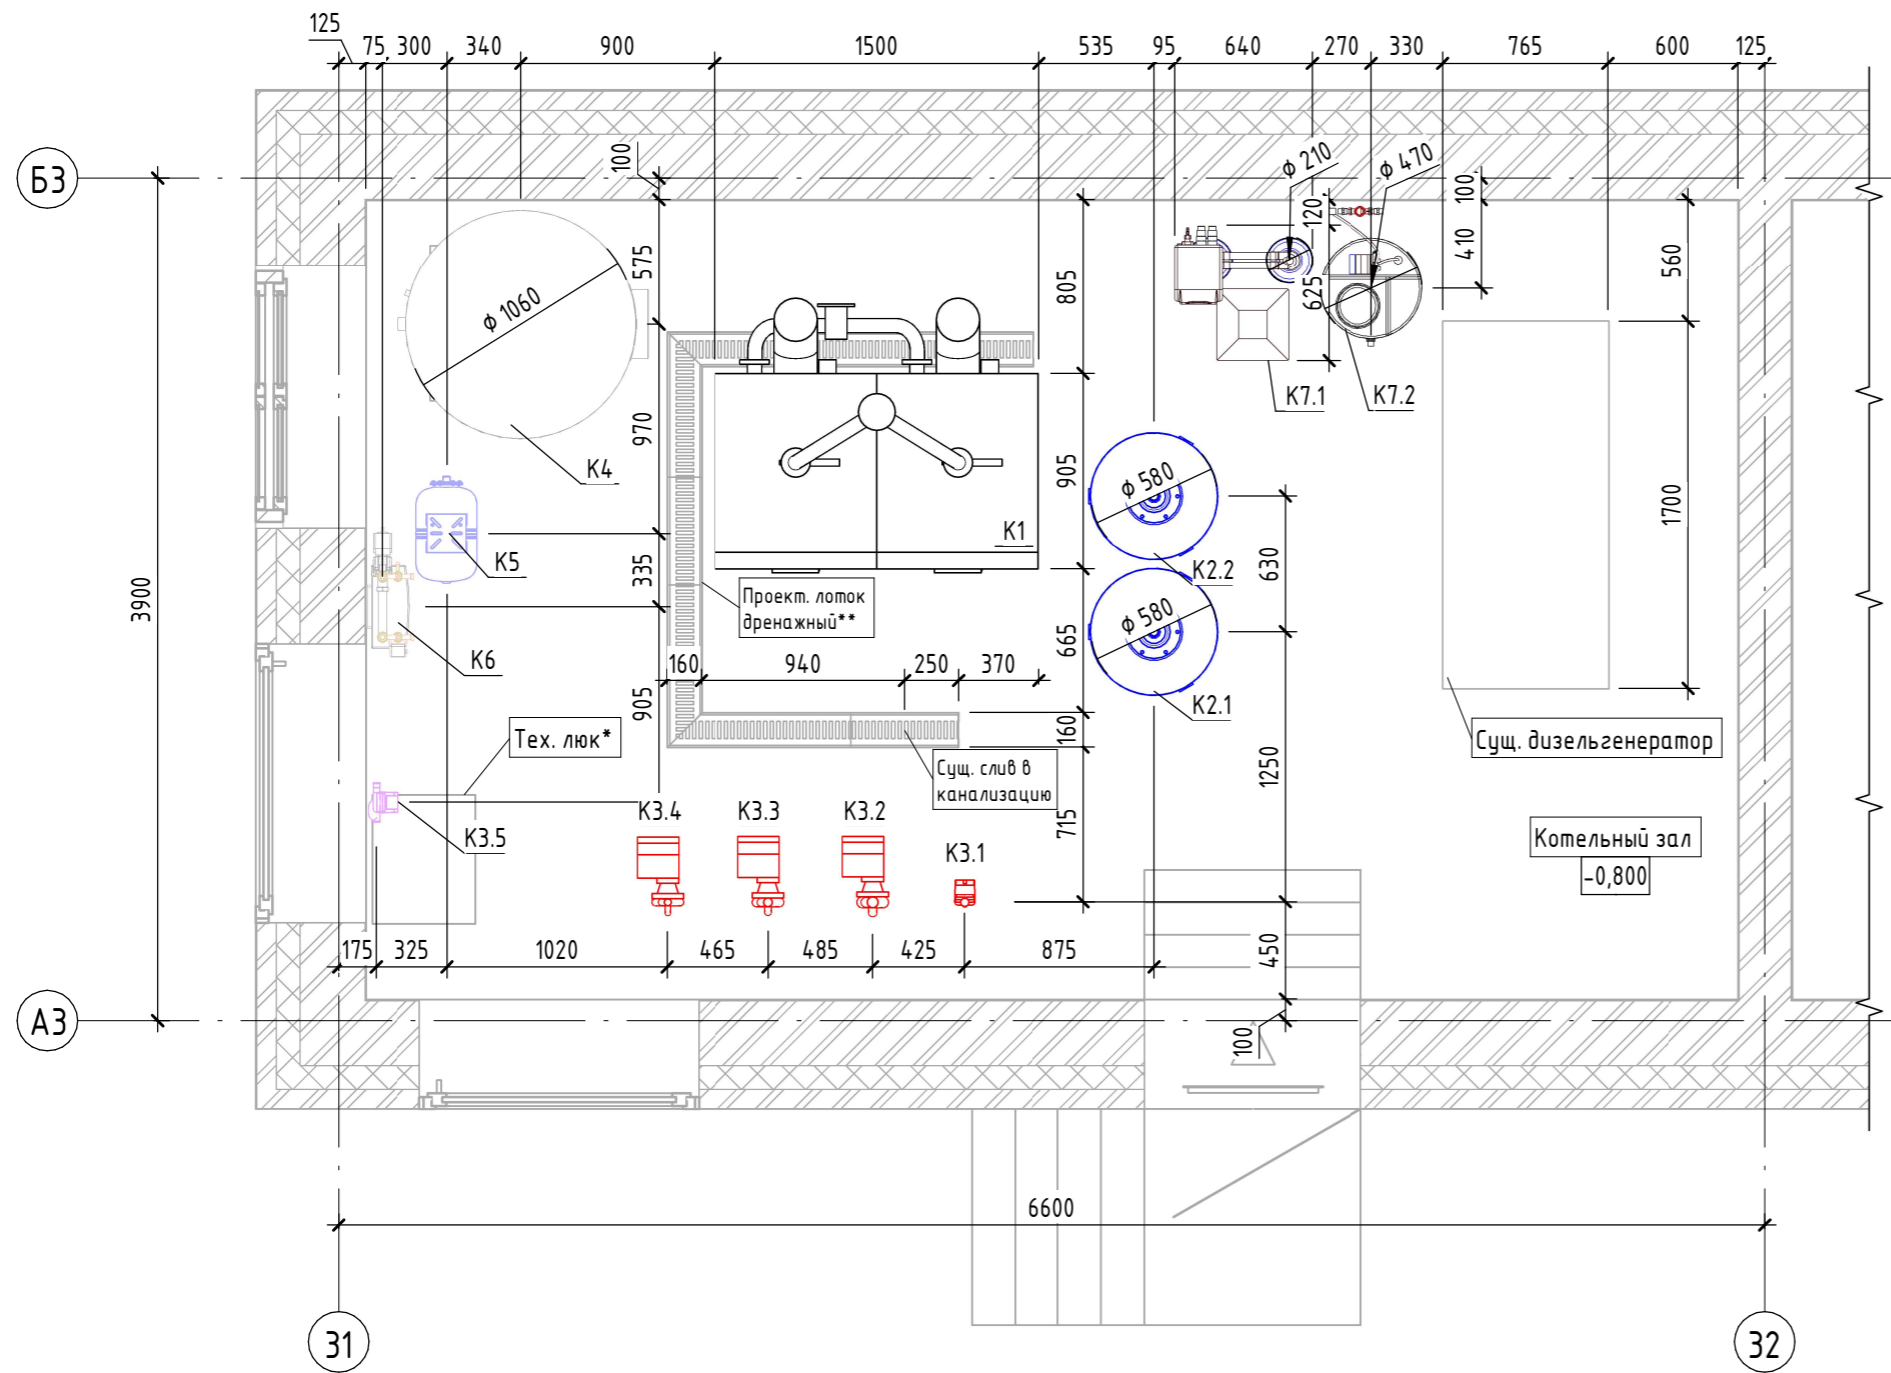 125
75 300 340 900 1500 535 95 640 270 330 765 600 125
БЗ
100
ϕ 210
ϕ 470
100
120
575
805
410
560
ϕ 1060
625
К7.1
К7.2
К4
970
905
ϕ 580
К1
1700
К5
335
К2.2
630
3900
Проект. лоток
дренажный**
ϕ 580
К6
160 940 250 370
665
905
К2.1
160
Тех. люк*
Сущ. дизельгенератор
Сущ. слив в
канализацию
1250
К3.4
К3.3
К3.2
715
К3.5
К3.1
Котельный зал
-0,800
175 325 1020 465 485 425 875
450
АЗ
100
6600
31
32